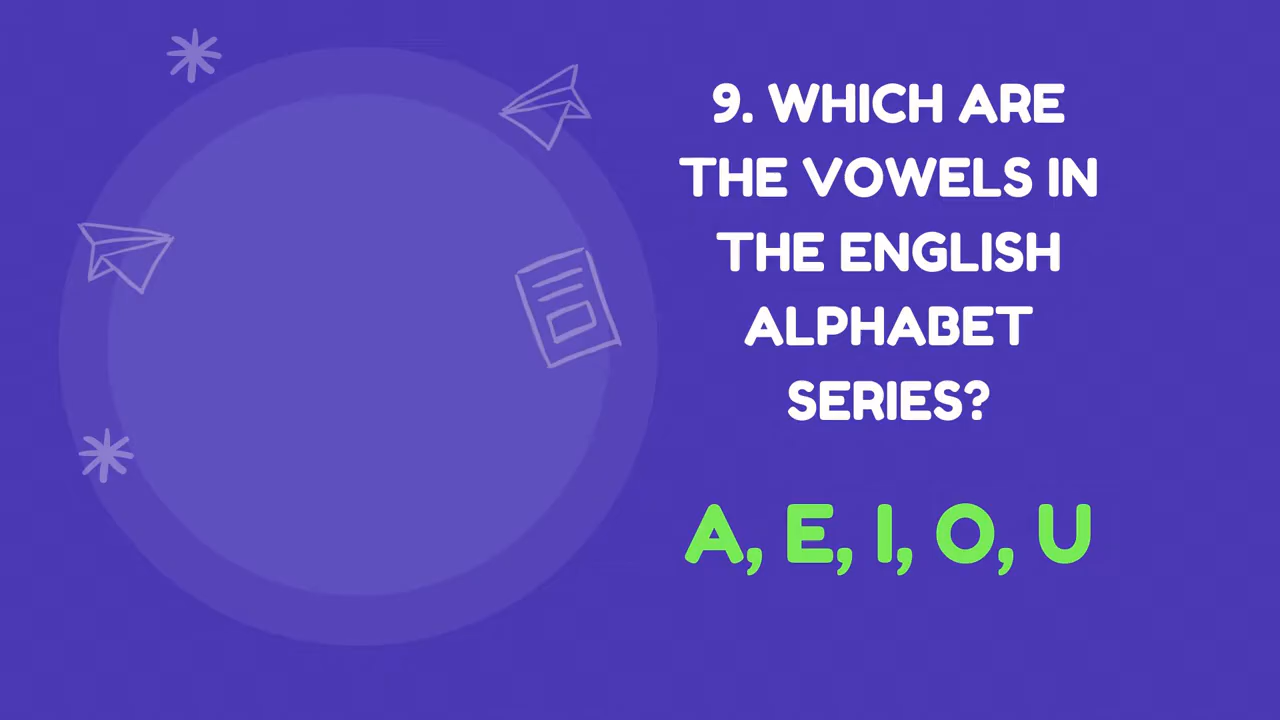 9. WHICH ARE
THE VOWELS IN
THE ENGLISH
ALPHABET
SERIES?
A, E, I, O, U